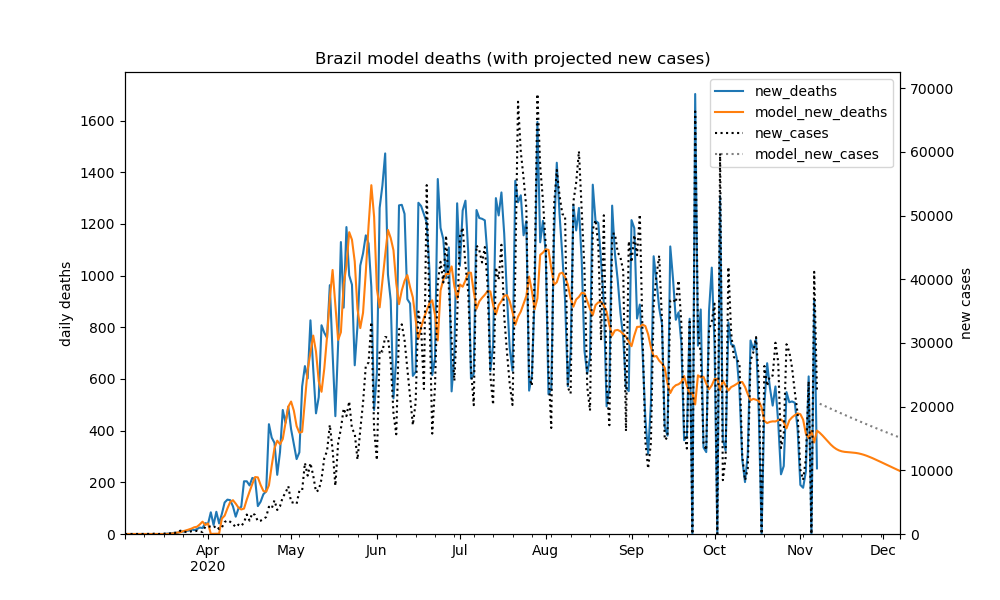 Brazil model deaths (with projected new cases)
new_deaths
model_new_deaths
new_cases
model_new_cases
daily deaths
new cases
1600
1400
1200
1000
800
600
400
200
0
70000
60000
50000
40000
30000
20000
10000
0
Apr May Jun Jul Aug Sep Oct Nov Dec
2020